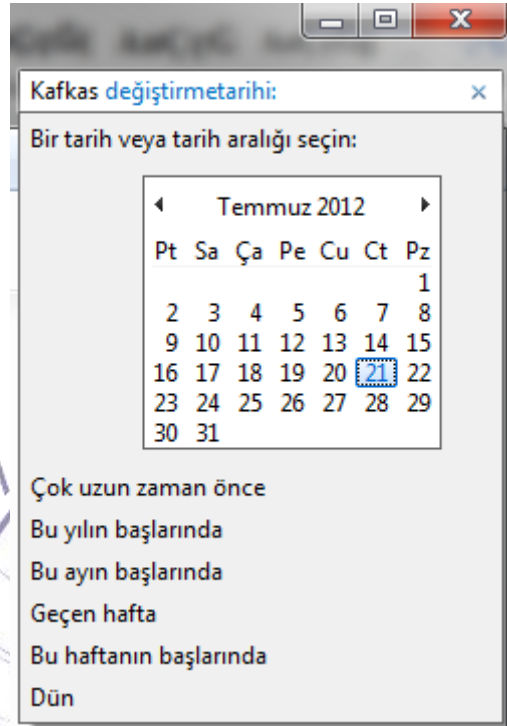 Kafkas değiştirmetarihi:
Bir tarih veya tarih aralığı seçin:
Temmuz 2012
Pt Sa Ça Pe Cu Ct Pz
1
2 3 4 5 6 7 8
9 10 11 12 13 14 15
16 17 18 19 20 21 22
23 24 25 26 27 28 29
30 31
Çok uzun zaman önce
Bu yılın başlarında
Bu ayın başlarında
Geçen hafta
Bu haftanın başlarında
Dün